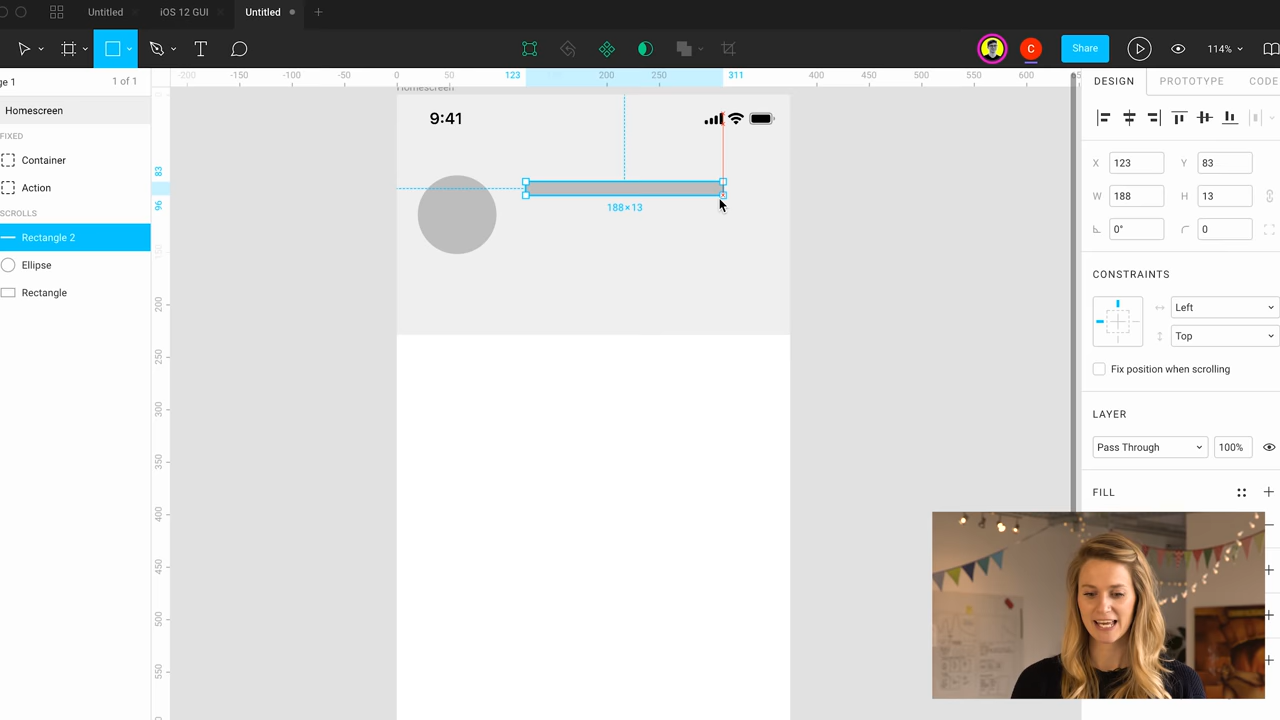 Untitled
iOS 12 GUI
Untitled
Share
114%
ge 1
1 of 1
Homescreen
FIXED
Container
Action
SCROLLS
Rectangle 2
Ellipse
Rectangle
-200
-150
-100
-50
0
50
123
200
250
311
400
450
500
550
600
Homescreen
83
96
200
250
300
350
400
450
500
550
9:41
188×13
DESIGN
PROTOTYPE
CODE
X
123
Y
83
W
188
H
13
0°
0
CONSTRAINTS
Left
Top
Fix position when scrolling
LAYER
Pass Through
100%
FILL
C